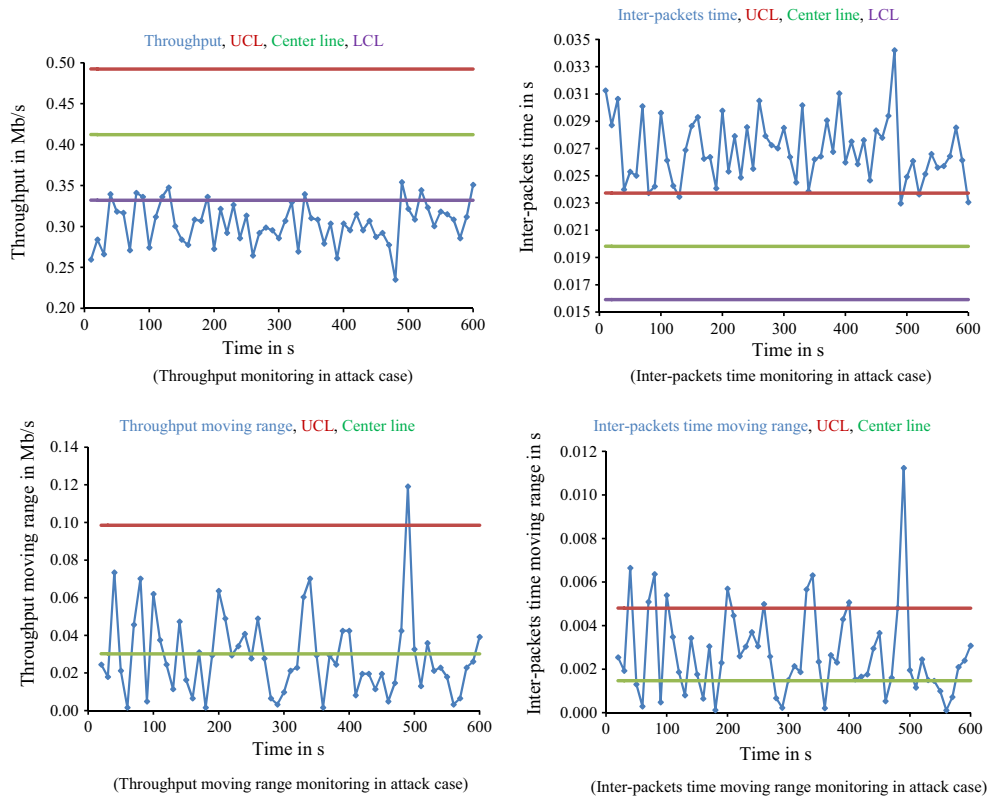 Throughput, UCL, Center line, LCL
Throughput in Mb/s
0.50
0.45
0.40
0.35
0.30
0.25
0.20
0 100 200 300 400 500 600
Time in s
(Throughput monitoring in attack case)
Inter-packets time, UCL, Center line, LCL
Inter-packets time in s
0.035
0.033
0.031
0.029
0.027
0.025
0.023
0.021
0.019
0.017
0.015
0 100 200 300 400 500 600
Time in s
(Inter-packets time monitoring in attack case)
Throughput moving range, UCL, Center line
Throughput moving range in Mb/s
0.14
0.12
0.10
0.08
0.06
0.04
0.02
0.00
0 100 200 300 400 500 600
Time in s
(Throughput moving range monitoring in attack case)
Inter-packets time moving range, UCL, Center line
Inter-packets time moving range in s
0.012
0.010
0.008
0.006
0.004
0.002
0.000
0 100 200 300 400 500 600
Time in s
(Inter-packets time moving range monitoring in attack case)